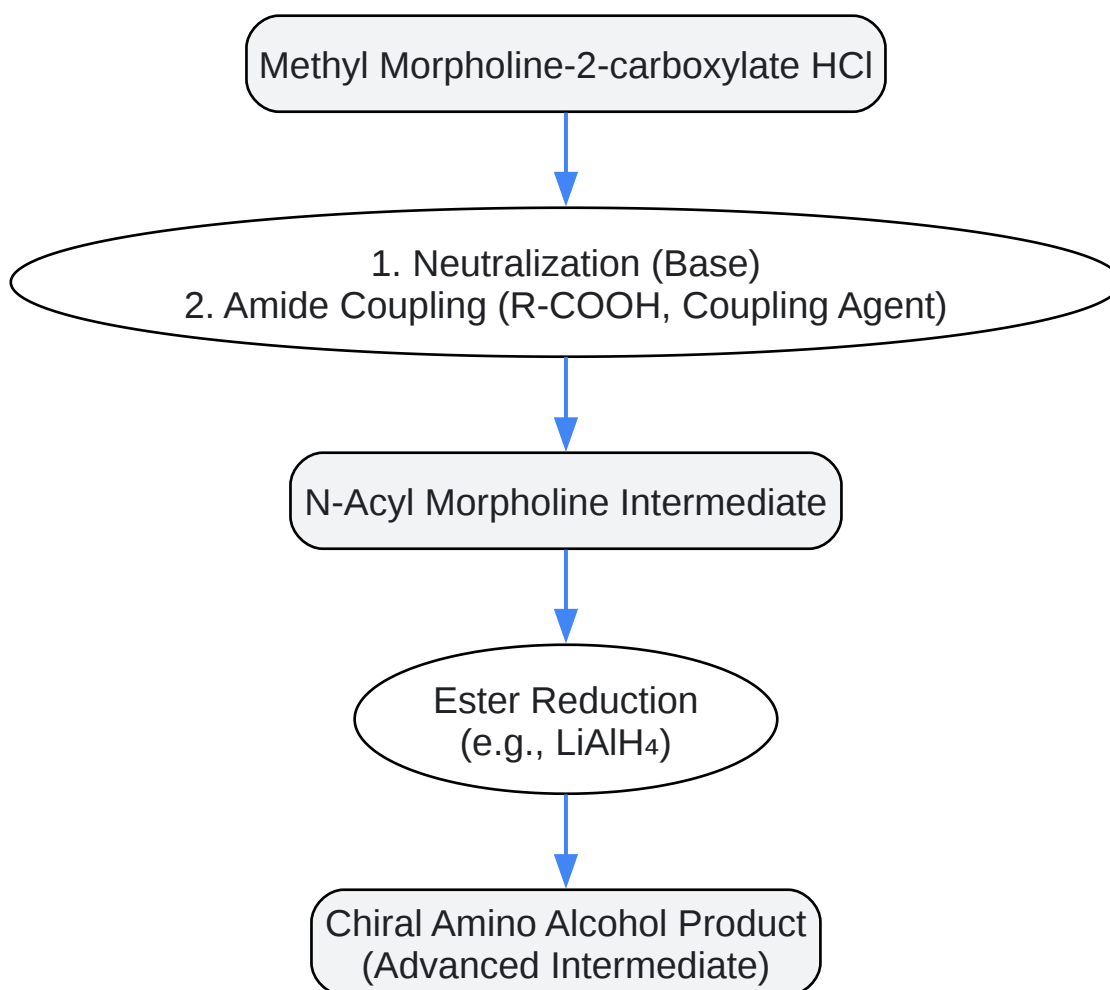 Methyl Morpholine-2-carboxylate HCl
1. Neutralization (Base)
2. Amide Coupling (R-COOH, Coupling Agent)
N-Acyl Morpholine Intermediate
Ester Reduction
(e.g., LiAlH₄)
Chiral Amino Alcohol Product
(Advanced Intermediate)